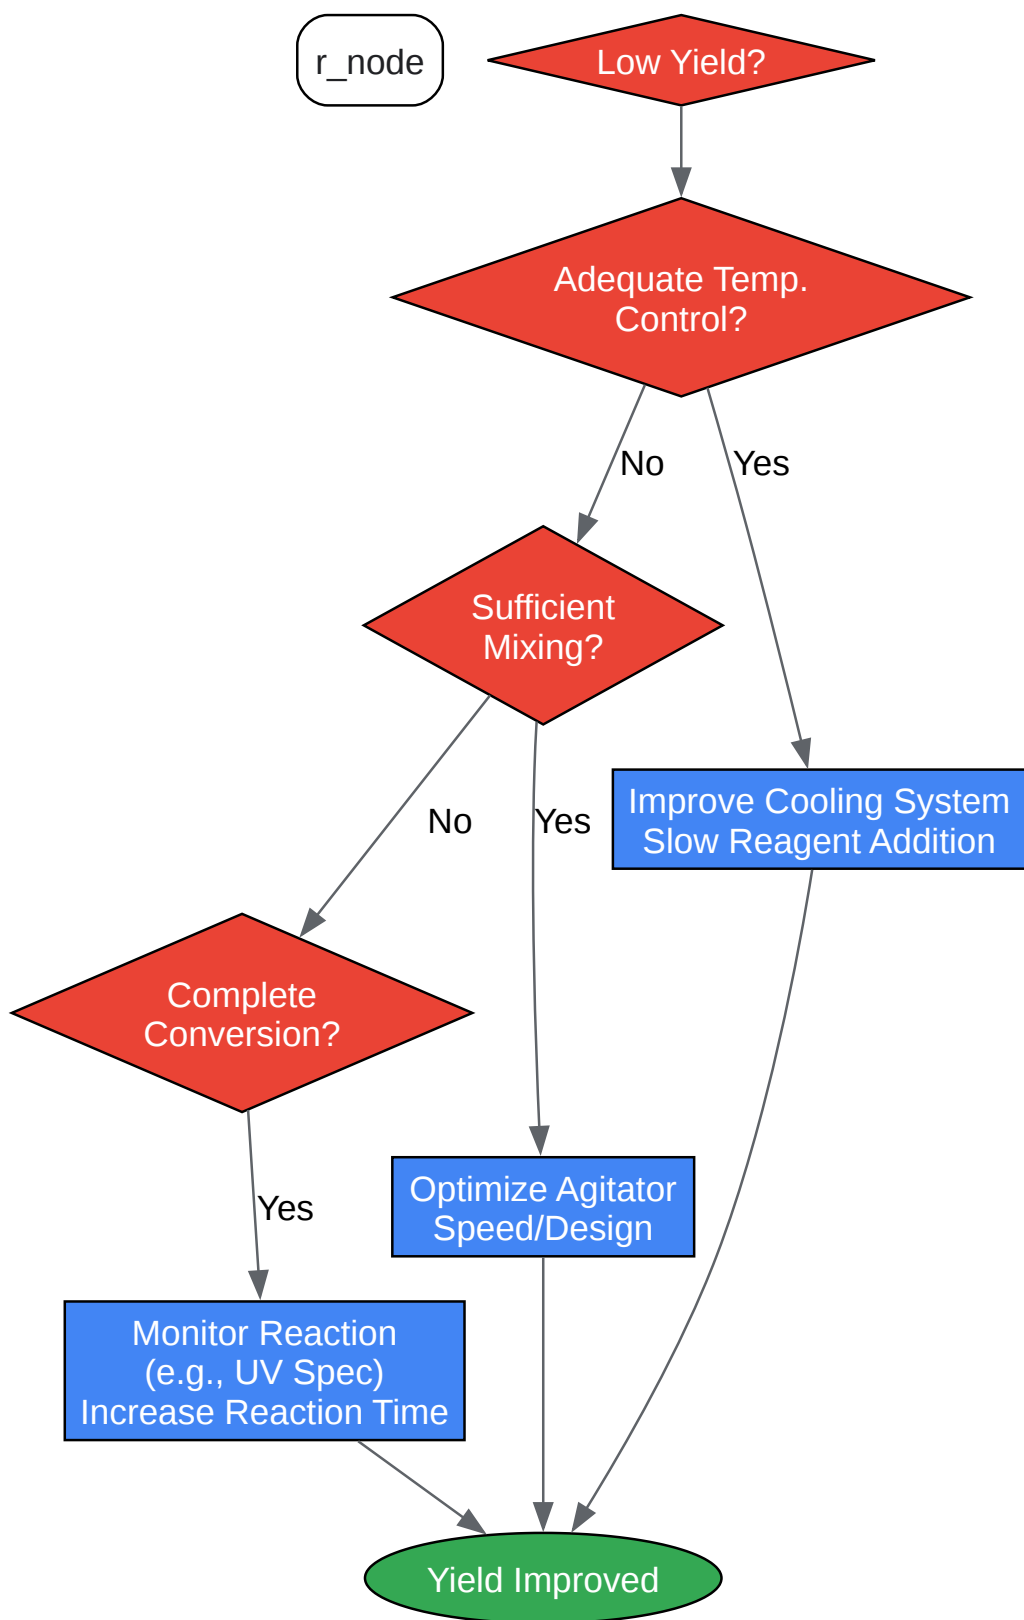 r_node
Low Yield?
Adequate Temp.
Control?
No
Yes
Sufficient
Mixing?
No
Yes
Improve Cooling System
Slow Reagent Addition
Complete
Conversion?
Yes
Optimize Agitator
Speed/Design
Monitor Reaction
(e.g., UV Spec)
Increase Reaction Time
Yield Improved